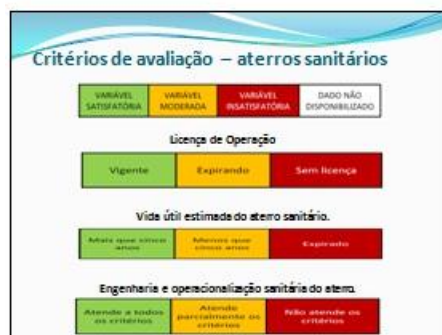 Critérios de avaliação – aterros sanitários
VARIÁVEL SATISFATÓRIA
VARIÁVEL MODERADA
VARIÁVEL INSATISFATÓRIA
DADO NÃO DISPONIBILIZADO
Licença de Operação
Vigente
Expirando
Sem licença
Vida útil estimada do aterro sanitário.
Mais que cinco anos
Menos que cinco anos
Expirado
Engenharia e operacionalização sanitária do aterro.
Atende a todos os critérios
Atende parcialmente os critérios
Não atende os critérios